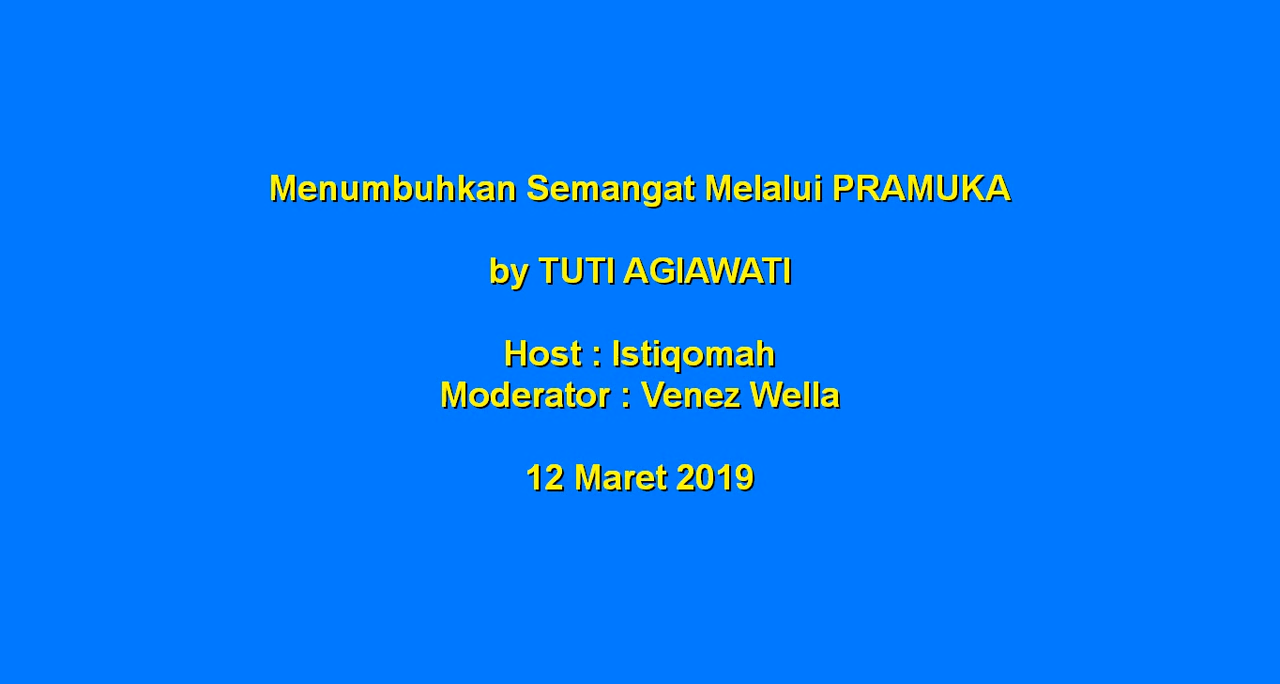 Menumbuhkan Semangat Melalui PRAMUKA
by TUTI AGIAWATI
Host : Istiqomah
Moderator : Venez Wella
12 Maret 2019